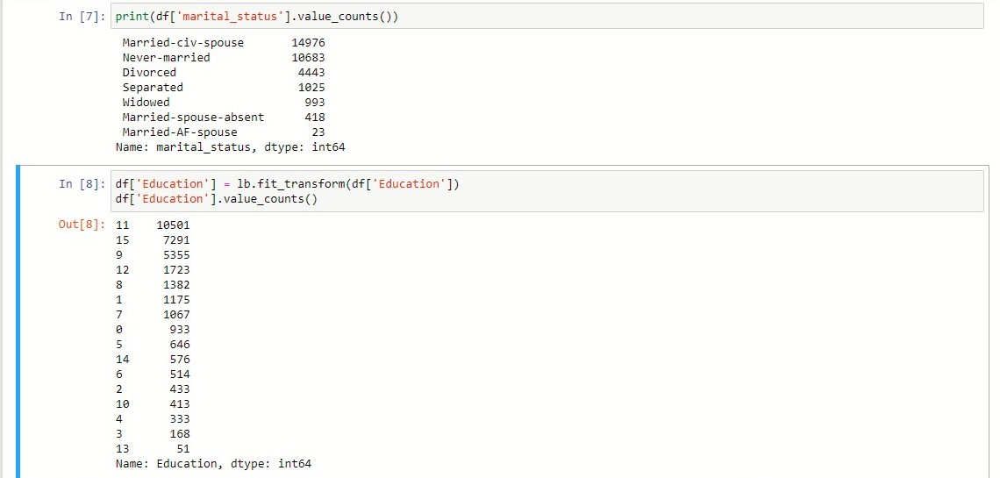 In [7]: print(df['marital_status'].value_counts())
Married-civ-spouse 14976
Never-married 10683
Divorced 4443
Separated 1025
Widowed 993
Married-spouse-absent 418
Married-AF-spouse 23
Name: marital_status, dtype: int64
In [8]: df['Education'] = lb.fit_transform(df['Education'])
df['Education'].value_counts()
Out[8]: 11 10501
15 7291
9 5355
12 1723
8 1382
1 1175
7 1067
0 933
5 646
14 576
6 514
2 433
10 413
4 333
3 168
13 51
Name: Education, dtype: int64